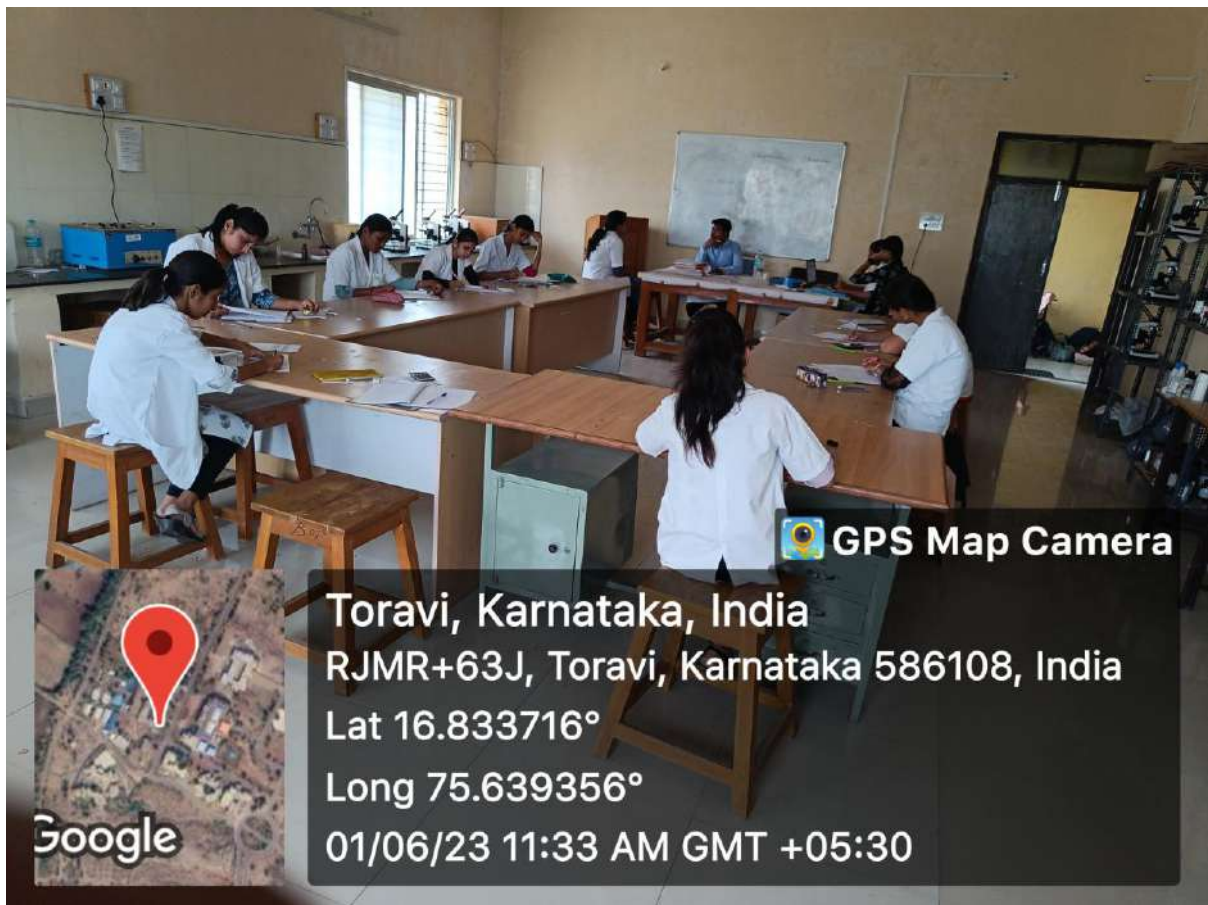 GPS Map Camera
Toravi, Karnataka, India
RJMR+63J, Toravi, Karnataka 586108, India
Lat 16.833716°
Long 75.639356°
01/06/23 11:33 AM GMT +05:30
Google